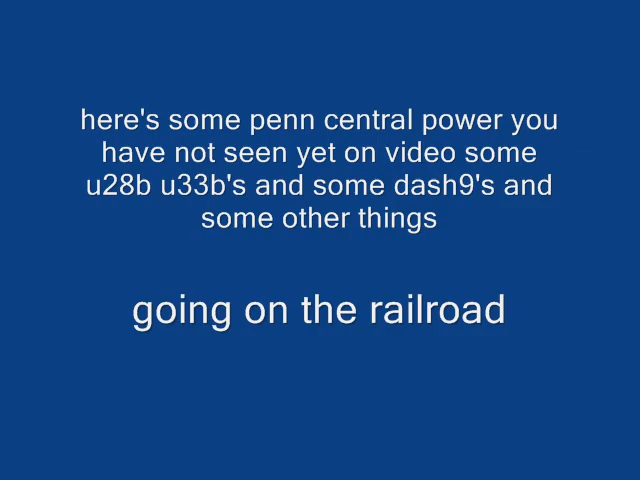 here's some penn central power you
have not seen yet on video some
u28b u33b's and some dash9's and
some other things
going on the railroad